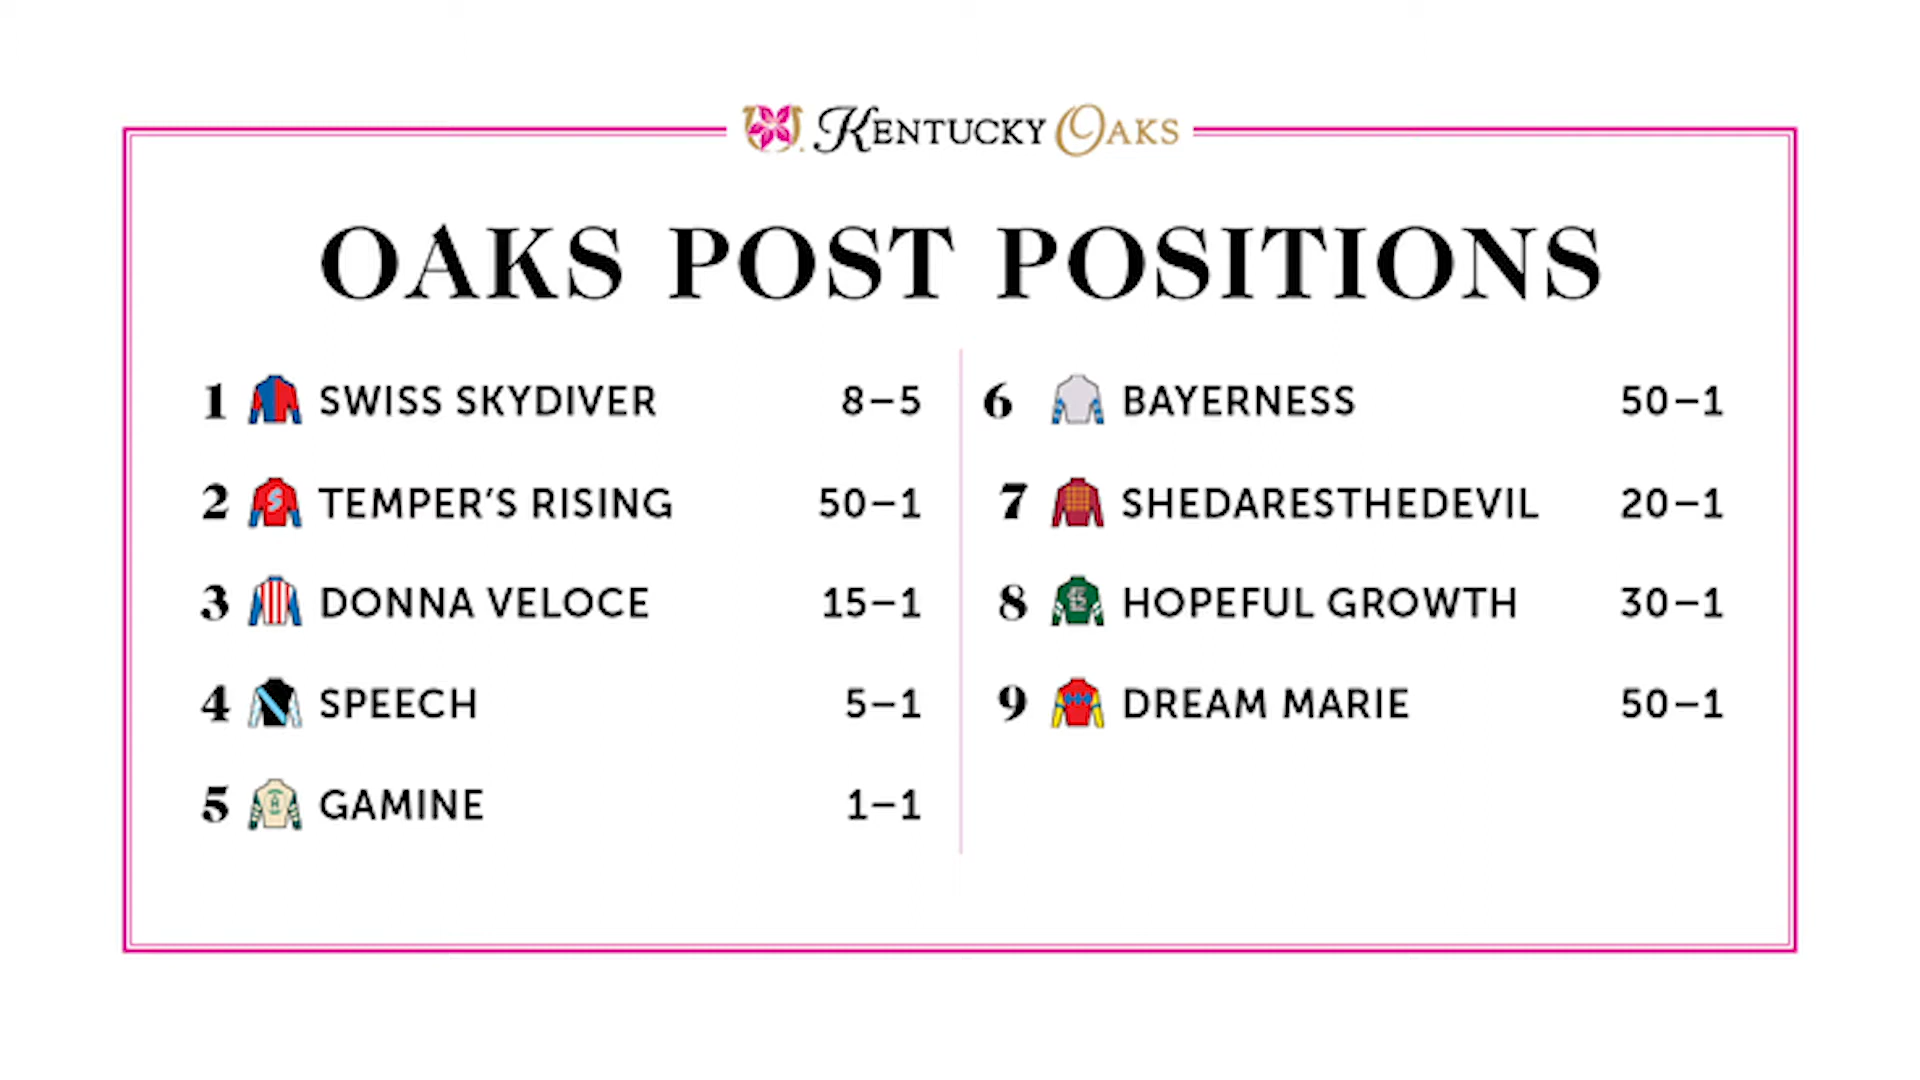 KENTUCKY OAKS
OAKS POST POSITIONS
1 SWISS SKYDIVER 8–5
2 TEMPER’S RISING 50–1
3 DONNA VELOCE 15–1
4 SPEECH 5–1
5 GAMINE 1–1
6 BAYERNESS 50–1
7 SHEDARESTHEDEVIL 20–1
8 HOPEFUL GROWTH 30–1
9 DREAM MARIE 50–1